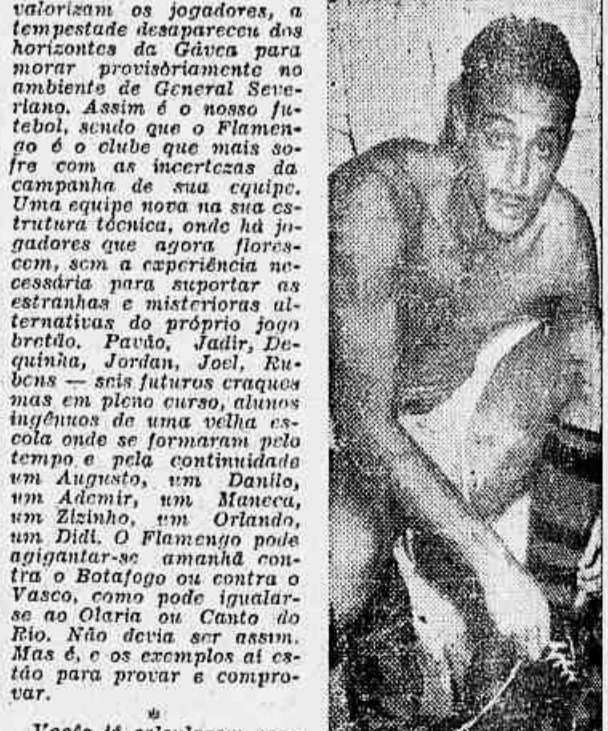 valorizam os jogadores, a
tempestade desapareceu dos
horizontes da Gávea para
morar provisòriamente no
ambiente de General Seve-
riano. Assim é o nosso fu-
tebol, sendo que o Flamen-
go é o clube que mais so-
fre com as incertezas da
campanha de sua equipe.
Uma equipe nova na sua es-
trutura técnica, onde há jo-
gadores que agora flores-
cem, sem a experiência ne-
cessária para suportar as
estranhas e misterioras al-
ternativas do próprio jogo
bretão. Pavão, Jadir, De-
quinha, Jordan, Joel, Ru-
bens — seis futuros craques
mas em pleno curso, alunos
ingênuos de uma velha es-
cola onde se formaram pelo
tempo e pela continuidade
um Augusto, um Danilo,
um Ademir, um Maneca,
um Zizinho, um Orlando,
um Didi. O Flamengo pode
agigantar-se amanhã con-
tra o Botafogo ou contra o
Vasco, como pode igualar-
se ao Olaria ou Canto do
Rio. Não devia ser assim.
Mas é, e os exemplos aí es-
tão para provar e compro-
var.
*